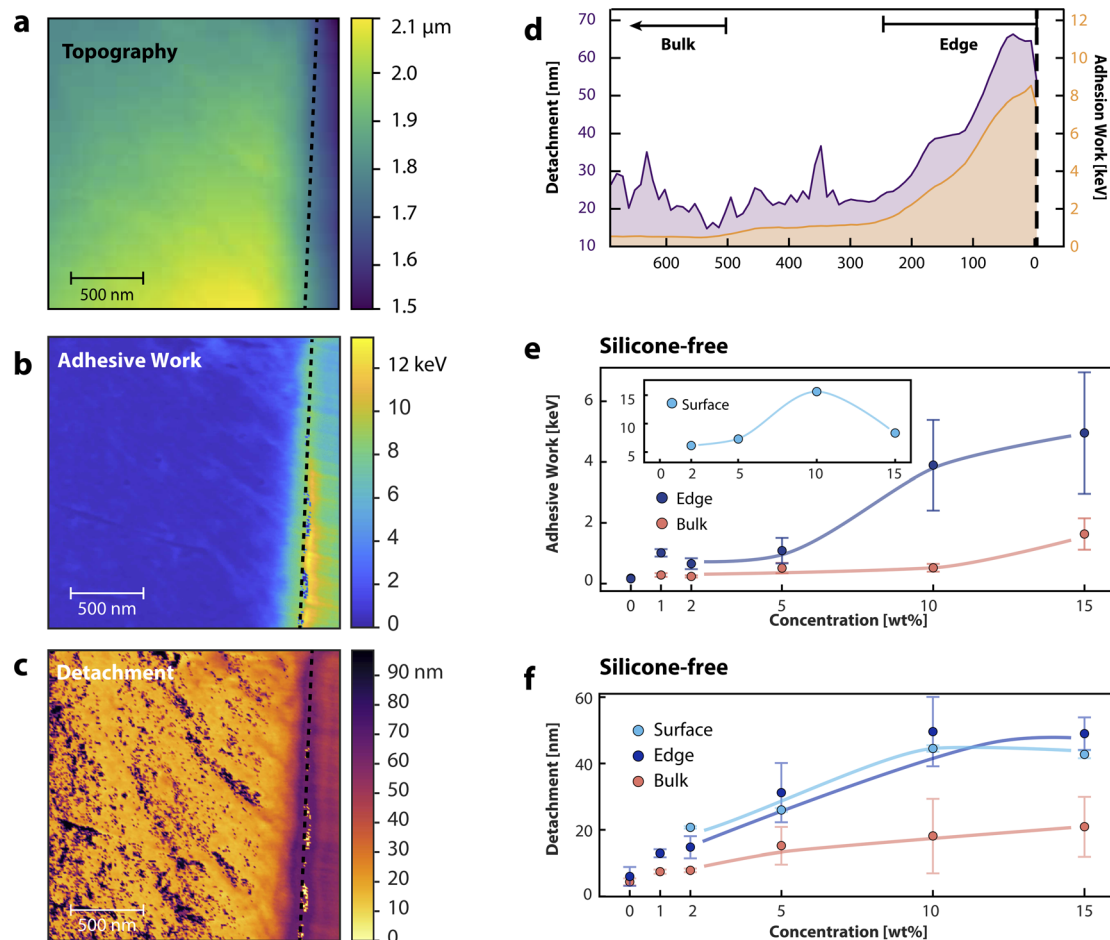 a
Topography
500 nm
2.1 µm
2.0
1.9
1.8
1.7
1.6
1.5
b
Adhesive Work
500 nm
12 keV
10
8
6
4
2
0
c
Detachment
500 nm
90 nm
80
70
60
50
40
30
20
10
0
d
Bulk
Edge
Detachment [nm]
70
60
50
40
30
20
10
Adhesion Work [keV]
12
10
8
6
4
2
0
600 500 400 300 200 100 0
e
Silicone-free
Adhesive Work [keV]
6
4
2
0
Surface
15
10
5
0 2 5 10 15
Edge
Bulk
0 1 2 5 10 15
Concentration [wt%]
f
Silicone-free
Detachment [nm]
60
40
20
0
Surface
Edge
Bulk
0 1 2 5 10 15
Concentration [wt%]